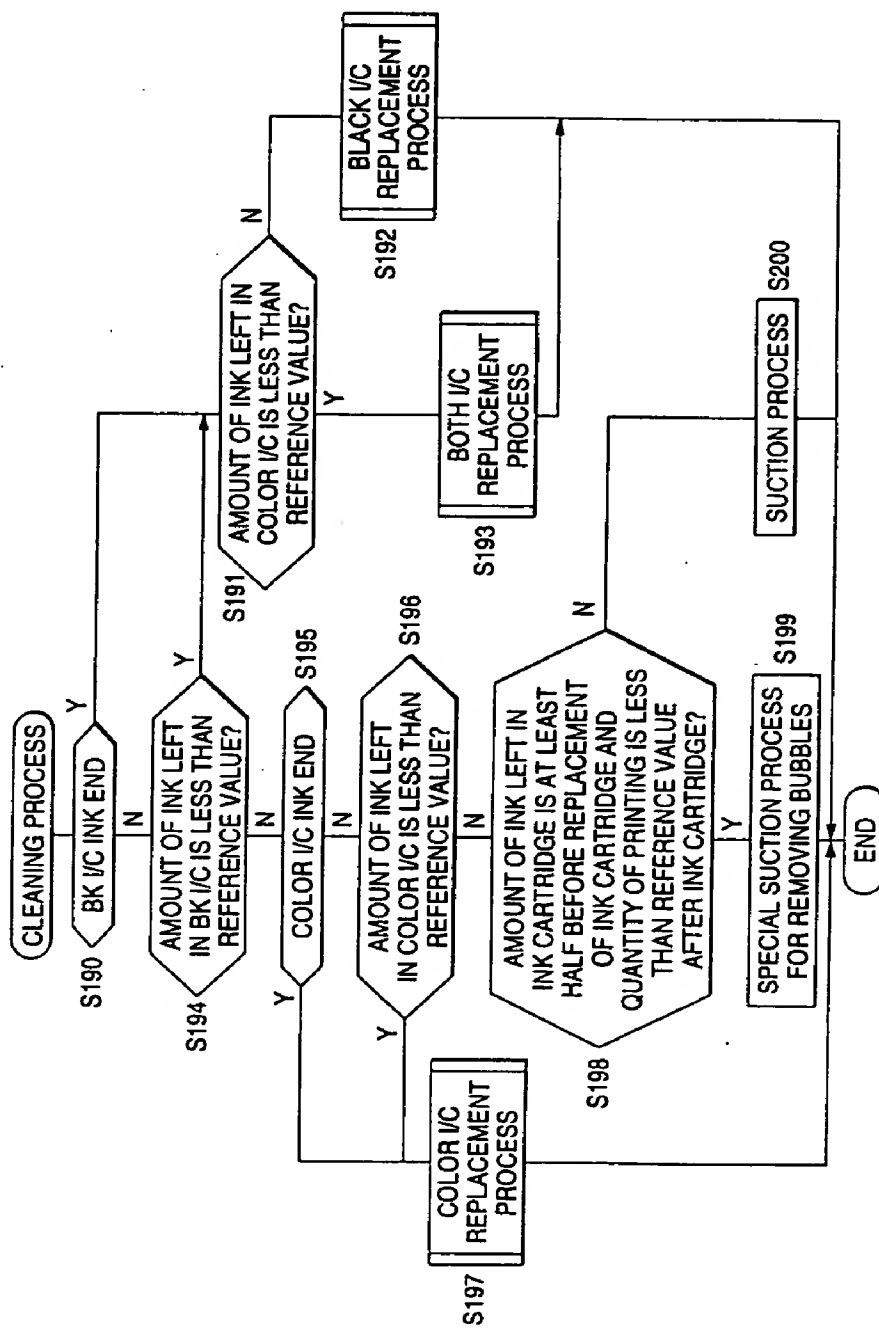 CLEANING PROCESS
S190
BK I/C INK END
Y
N
S194
AMOUNT OF INK LEFT
IN BK I/C IS LESS THAN
REFERENCE VALUE?
Y
N
S191
AMOUNT OF INK LEFT IN
COLOR I/C IS LESS THAN
REFERENCE VALUE?
N
Y
S192
BLACK I/C
REPLACEMENT
PROCESS
S193
BOTH I/C
REPLACEMENT
PROCESS
COLOR I/C INK END
S195
Y
N
AMOUNT OF INK LEFT
IN COLOR I/C IS LESS THAN
REFERENCE VALUE?
S196
Y
N
S197
COLOR I/C
REPLACEMENT
PROCESS
S198
AMOUNT OF INK LEFT IN
INK CARTRIDGE IS AT LEAST
HALF BEFORE REPLACEMENT
OF INK CARTRIDGE AND
QUANTITY OF PRINTING IS LESS
THAN REFERENCE VALUE
AFTER INK CARTRIDGE?
N
Y
SPECIAL SUCTION PROCESS
FOR REMOVING BUBBLES
S199
SUCTION PROCESS
S200
END